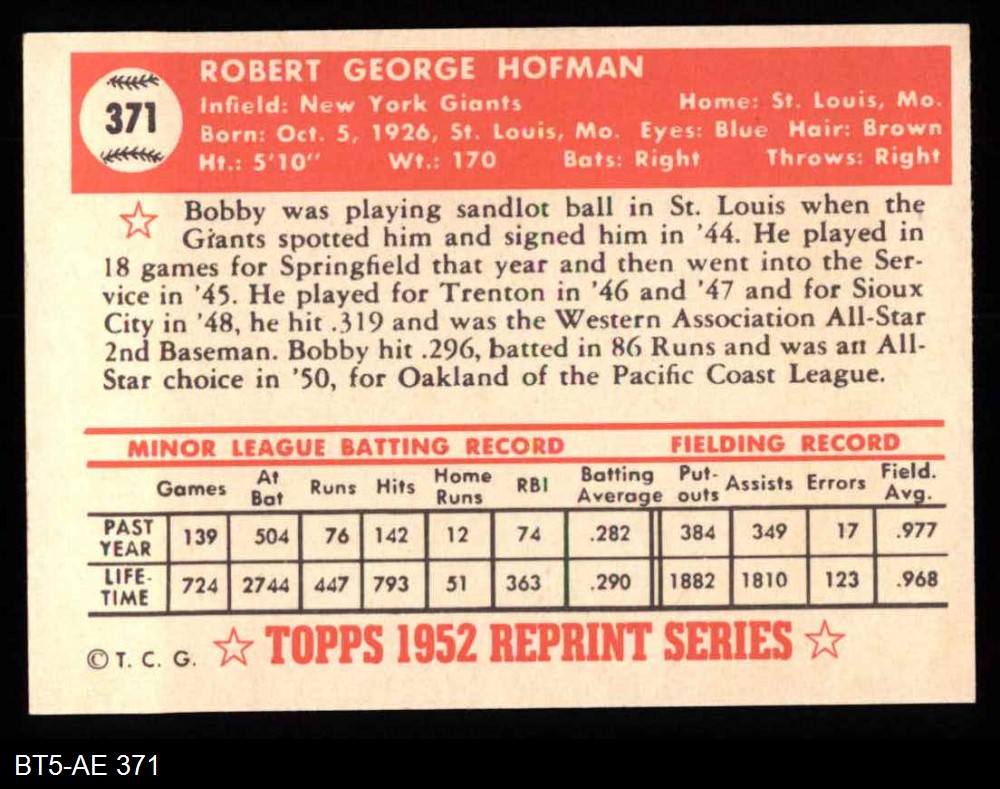 371
ROBERT GEORGE HOFMAN
Infield: New York Giants Home: St. Louis, Mo.
Born: Oct. 5, 1926, St. Louis, Mo. Eyes: Blue Hair: Brown
Ht.: 5'10" Wt.: 170 Bats: Right Throws: Right
Bobby was playing sandlot ball in St. Louis when the
Giants spotted him and signed him in '44. He played in
18 games for Springfield that year and then went into the Ser-
vice in '45. He played for Trenton in '46 and '47 and for Sioux
City in '48, he hit .319 and was the Western Association All-Star
2nd Baseman. Bobby hit .296, batted in 86 Runs and was an All-
Star choice in '50, for Oakland of the Pacific Coast League.
MINOR LEAGUE BATTING RECORD FIELDING RECORD
Games At Bat Runs Hits Home Runs RBI Batting Average Put-outs Assists Errors Field. Avg.
PAST YEAR 139 504 76 142 12 74 .282 384 349 17 .977
LIFE-TIME 724 2744 447 793 51 363 .290 1882 1810 123 .968
© T. C. G. ☆ TOPPS 1952 REPRINT SERIES ☆
BT5-AE 371